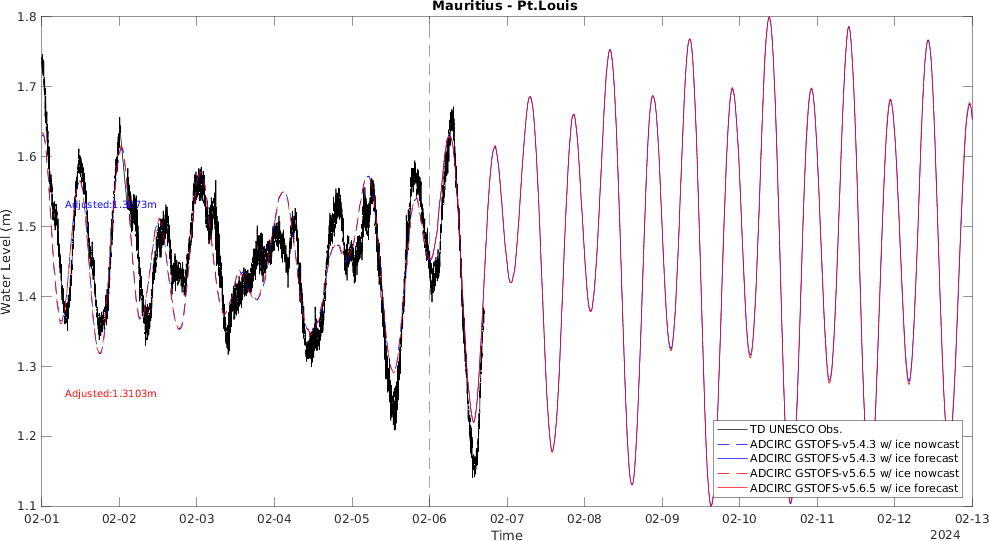 Mauritius - Pt.Louis
Water Level (m)
1.8
1.7
1.6
1.5
1.4
1.3
1.2
1.1
Adjusted:
Adjusted:1.3103m
TD UNESCO Obs.
ADCIRC GSTOFS-v5.4.3 w/ ice nowcast
ADCIRC GSTOFS-v5.4.3 w/ ice forecast
ADCIRC GSTOFS-v5.6.5 w/ ice nowcast
ADCIRC GSTOFS-v5.6.5 w/ ice forecast
02-01 02-02 02-03 02-04 02-05 02-06 02-07 02-08 02-09 02-10 02-11 02-12 02-13
Time
2024